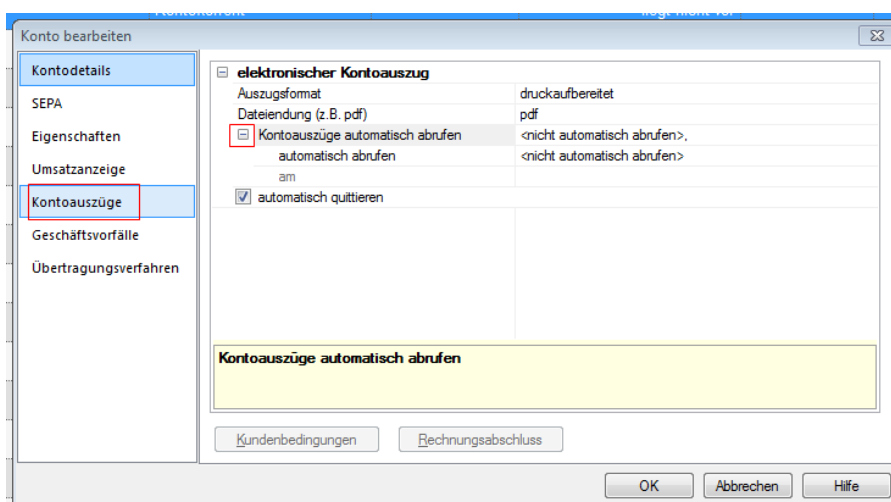 Konto bearbeiten
Kontodetails
SEPA
Eigenschaften
Umsatzanzeige
Kontoauszüge
Geschäftsvorfälle
Übertragungsverfahren
elektronischer Kontoauszug
Auszugsformat druckaufbereitet
Dateiendung (z.B. pdf) pdf
Kontoauszüge automatisch abrufen <nicht automatisch abrufen>,
automatisch abrufen <nicht automatisch abrufen>
am
automatisch quittieren
Kontoauszüge automatisch abrufen
Kundenbedingungen Rechnungsabschluss
OK Abbrechen Hilfe